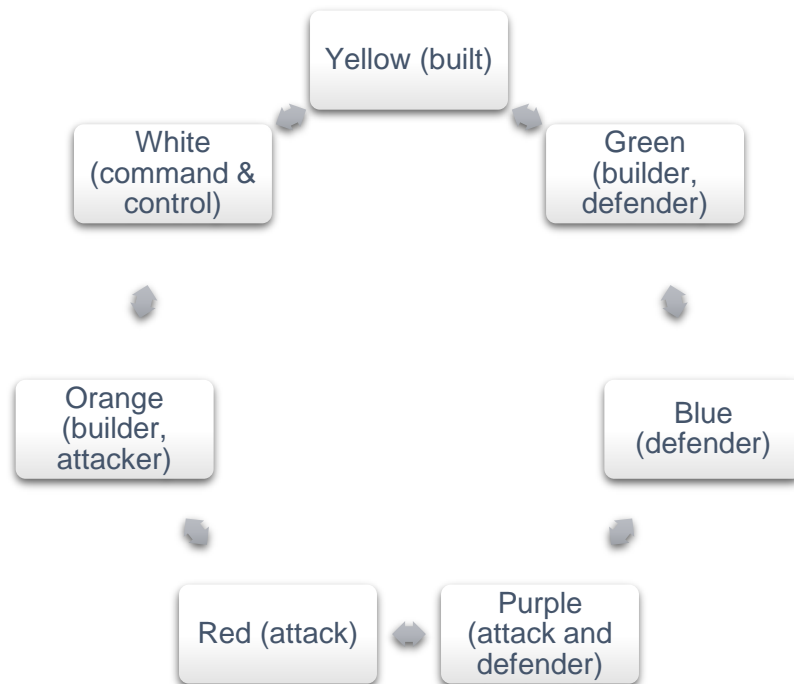 Yellow (built)
Green
(builder,
defender)
Blue
(defender)
Purple
(attack and
defender)
Red (attack)
Orange
(builder,
attacker)
White
(command &
control)